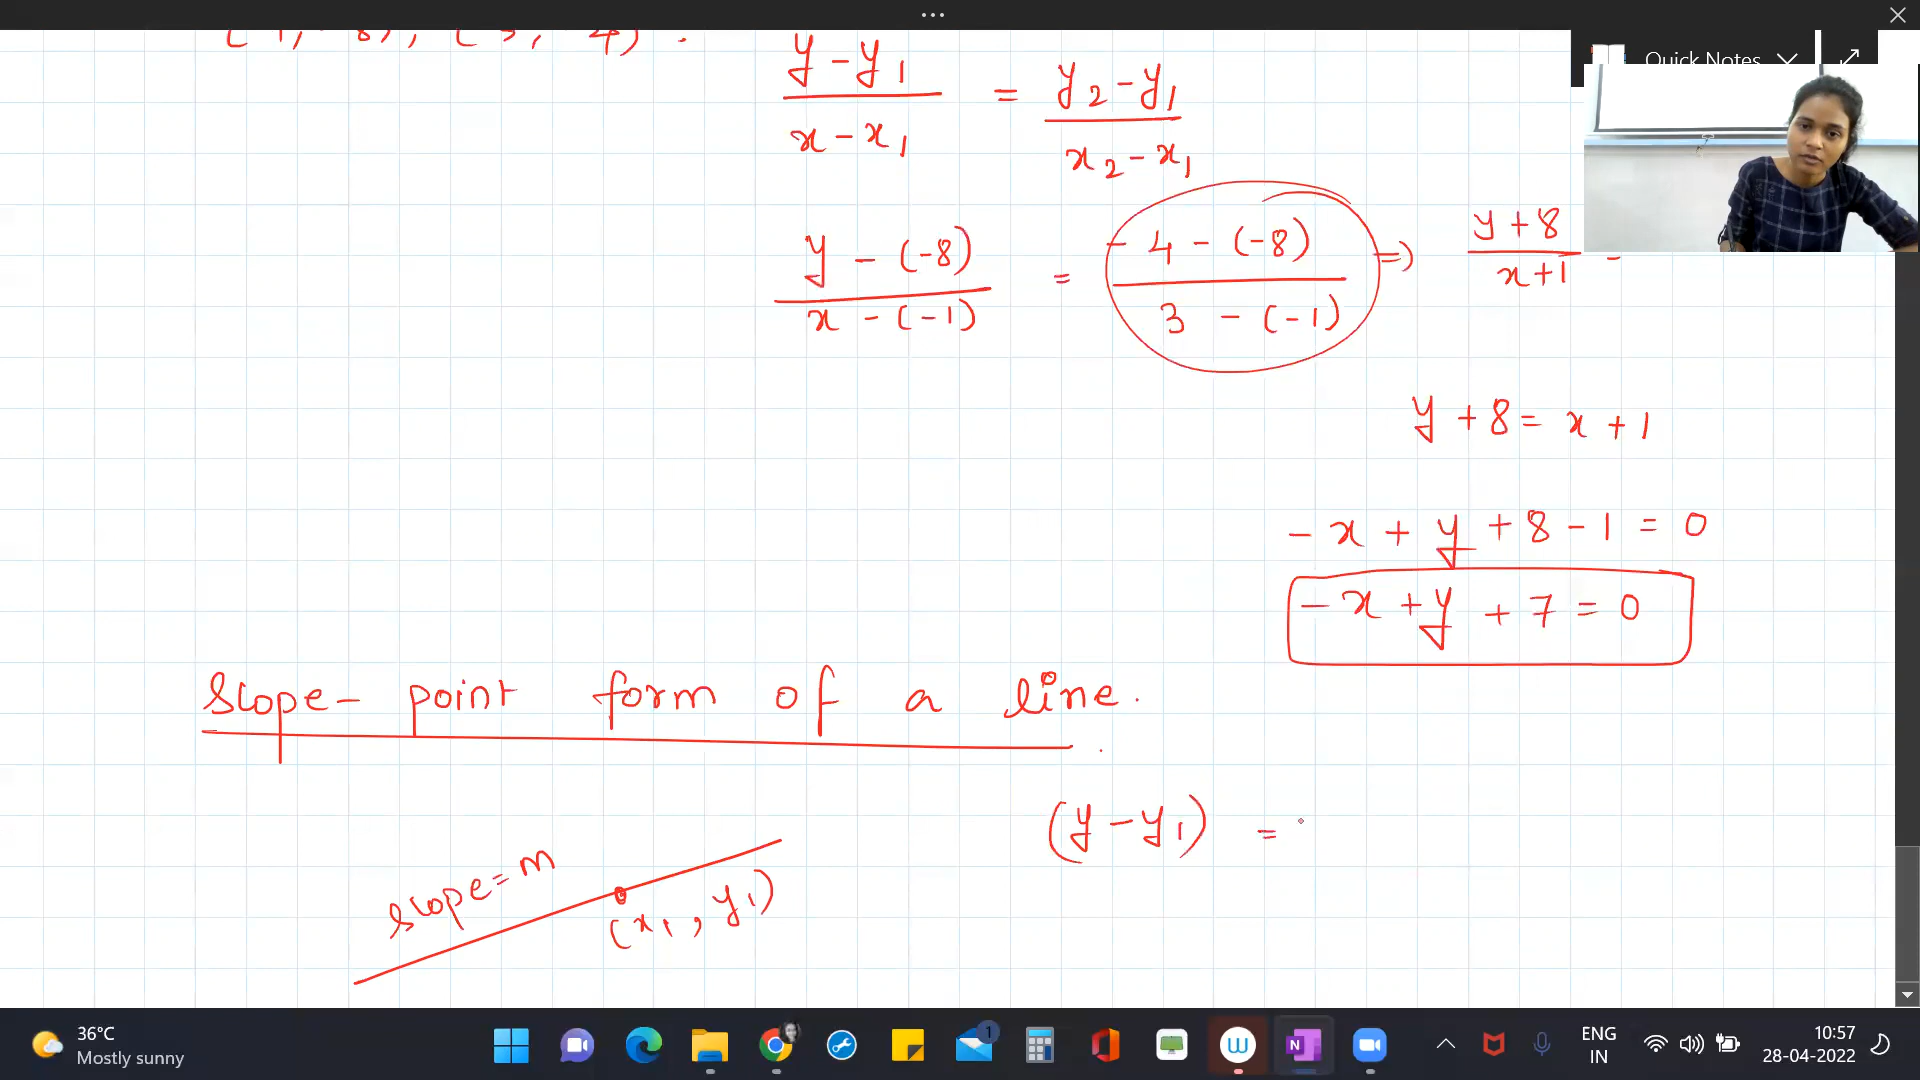 Quick Notes
y - y1 / x - x1 = y2 - y1 / x2 - x1
y - (-8) / x - (-1) = - 4 - (-8) / 3 - (-1) => y + 8 / x + 1 =
y + 8 = x + 1
- x + y + 8 - 1 = 0
- x + y + 7 = 0
Slope - point form of a line.
(y - y1) =
slope = m
(x1, y1)
36°C
Mostly sunny
1
ENG
IN
10:57
28-04-2022